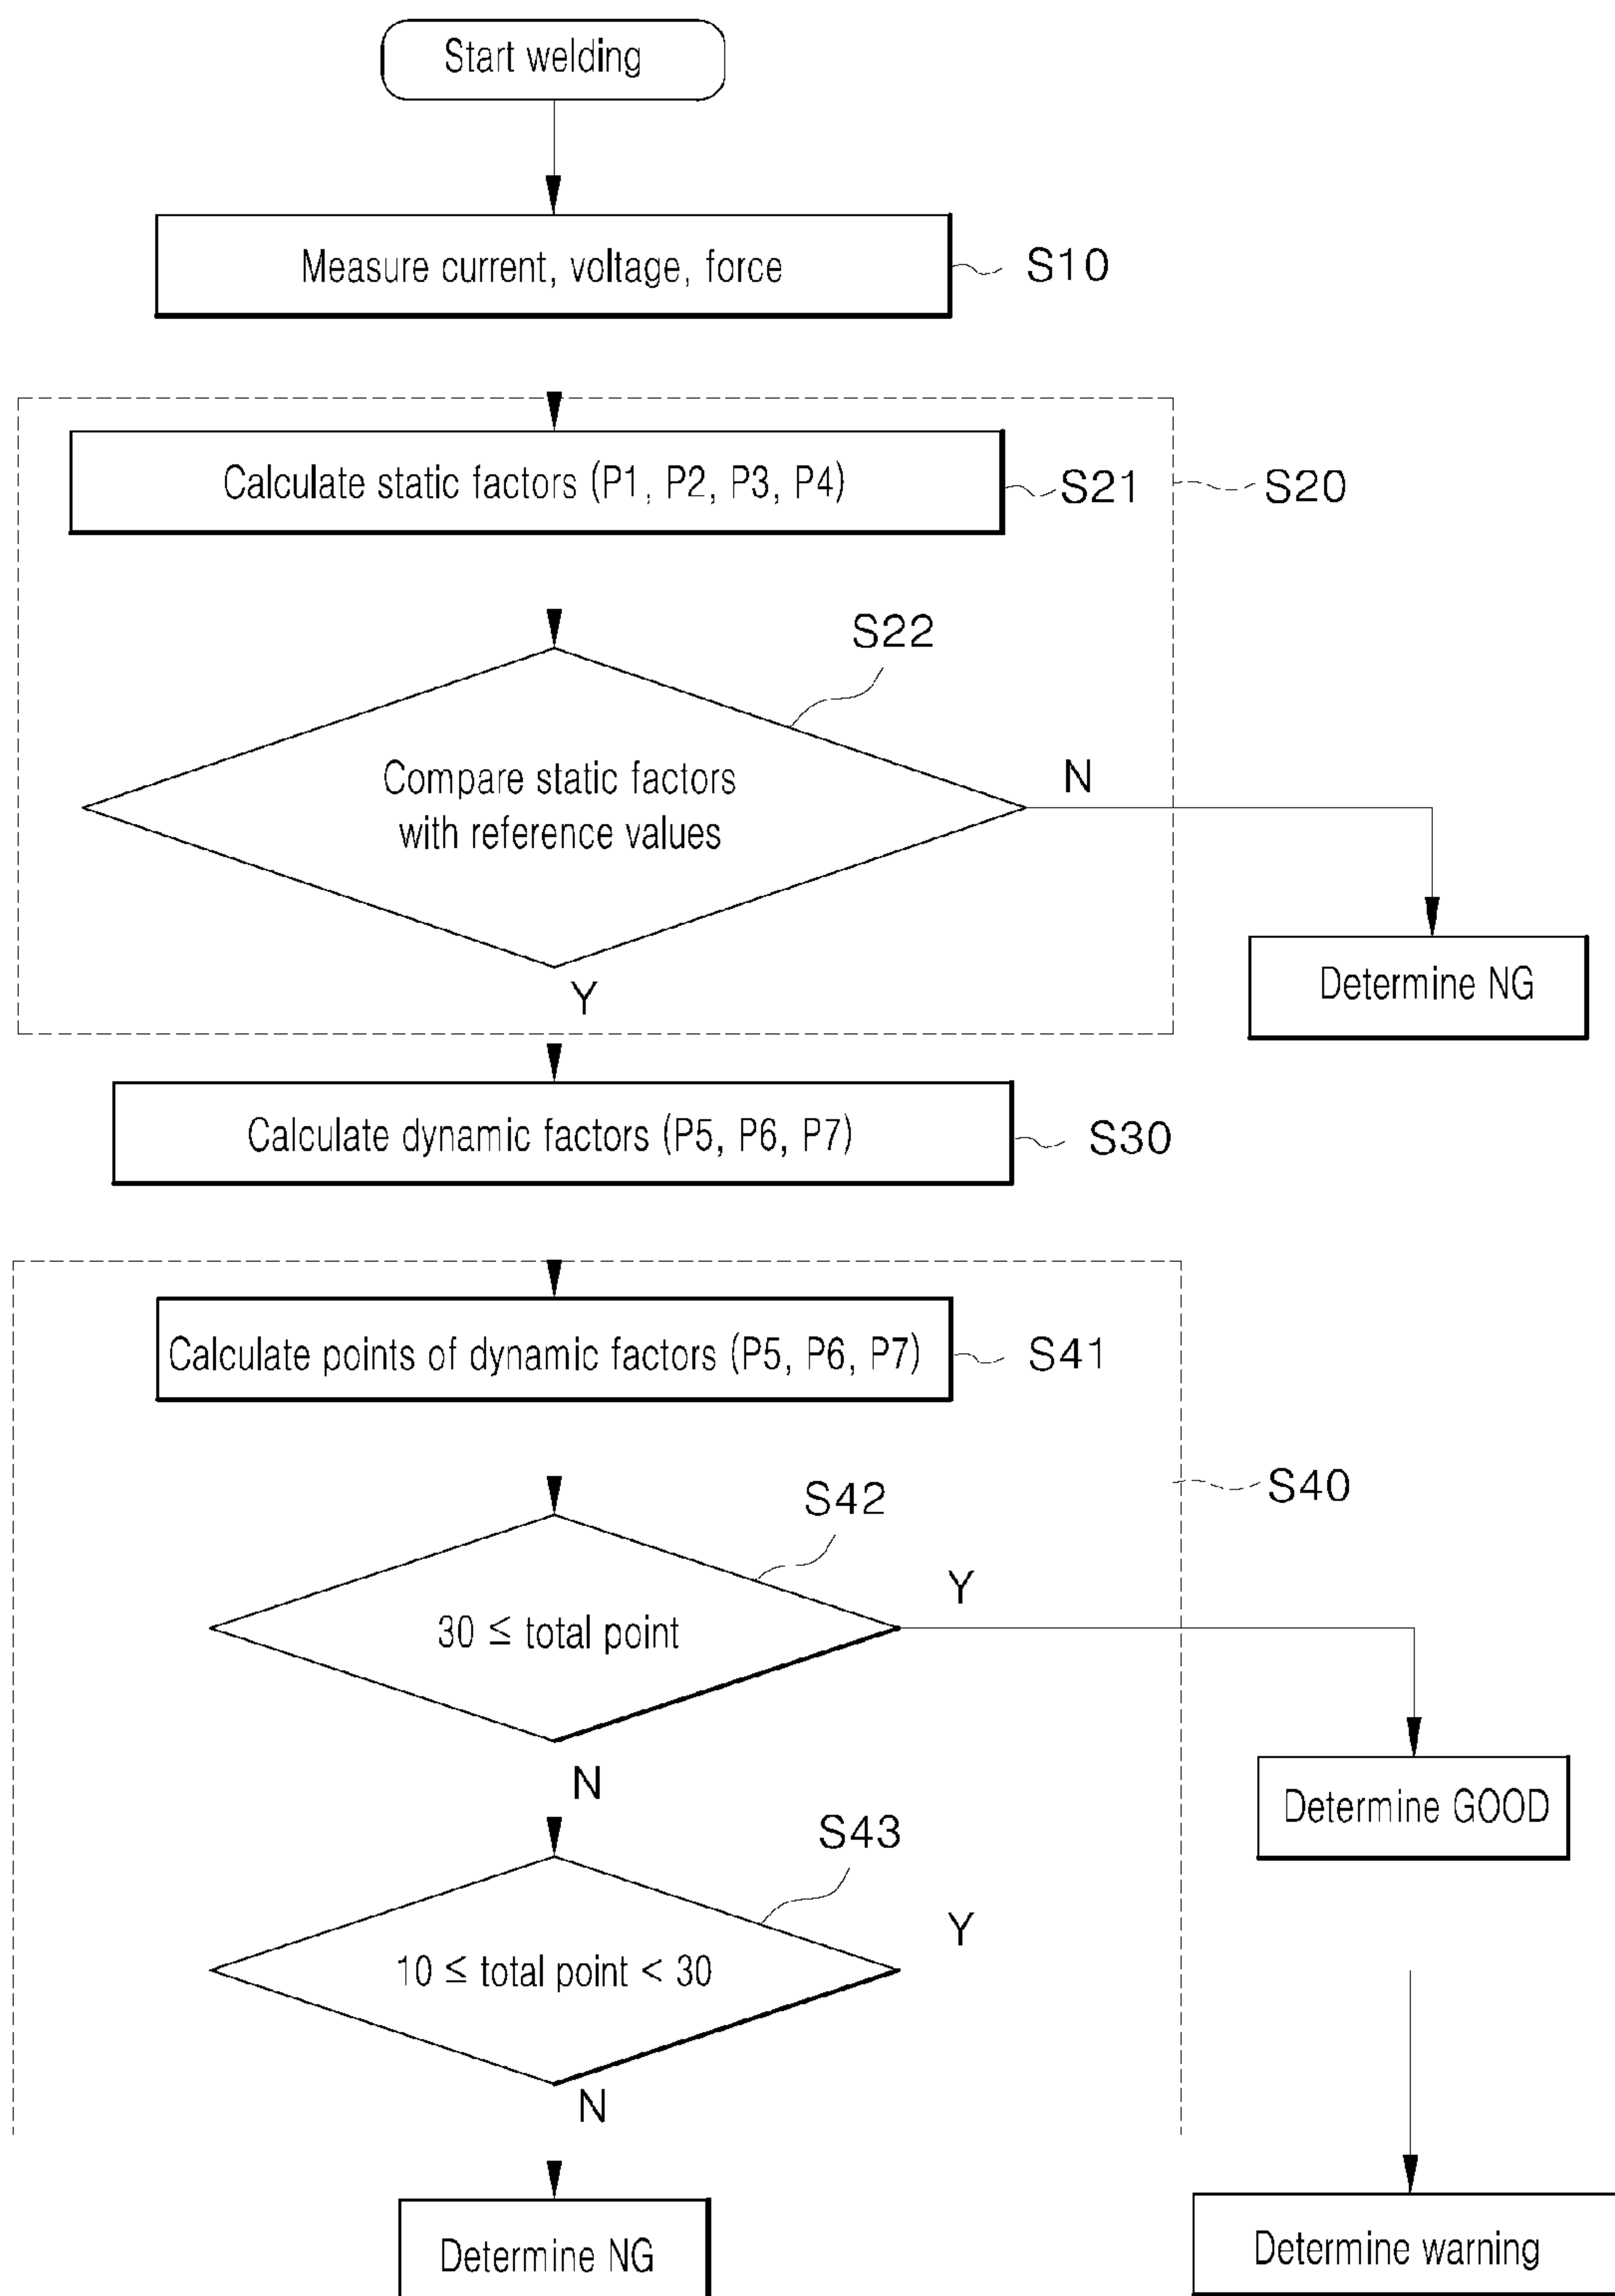 Start welding
Measure current, voltage, force
S10
Calculate static factors (P1, P2, P3, P4)
S21
S20
S22
Compare static factors
with reference values
N
Y
Determine NG
Calculate dynamic factors (P5, P6, P7)
S30
Calculate points of dynamic factors (P5, P6, P7)
S41
S40
S42
30 ≤ total point
Y
N
Determine GOOD
S43
10 ≤ total point < 30
Y
N
Determine NG
Determine warning